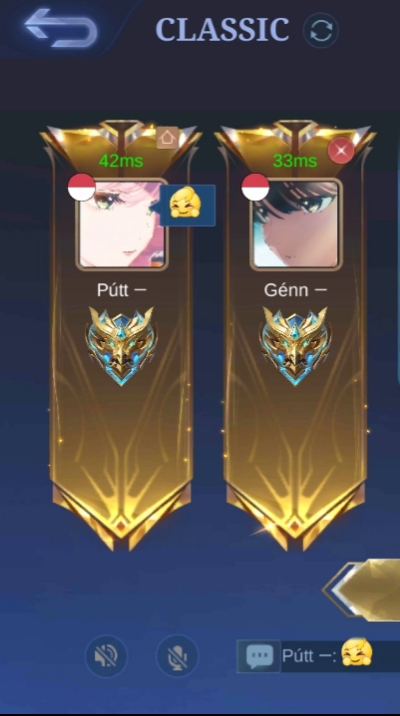 CLASSIC
42ms
33ms
Pútt —
Génn —
Pútt —: